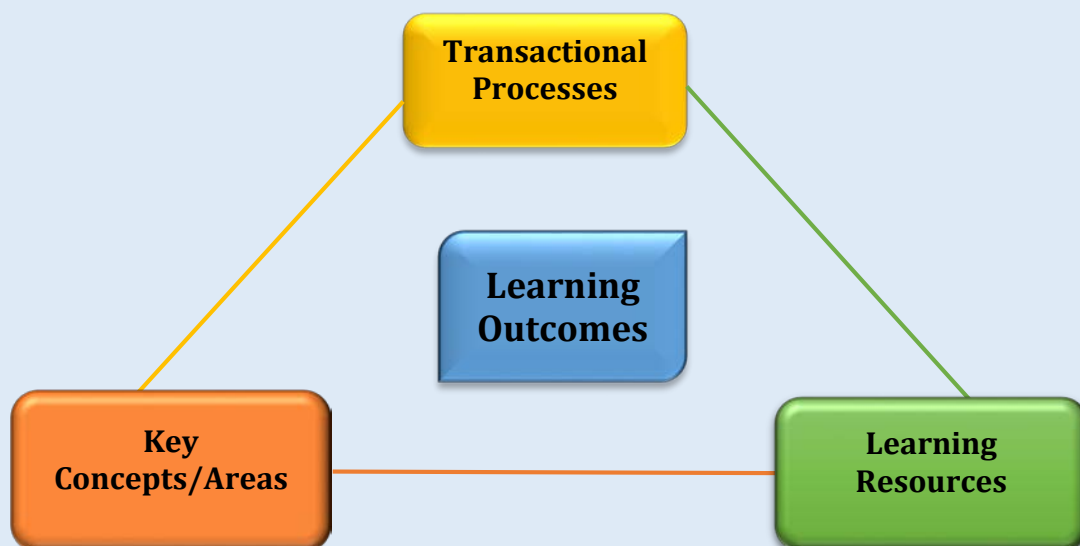 Transactional
Processes
Learning
Outcomes
Key
Concepts/Areas
Learning
Resources